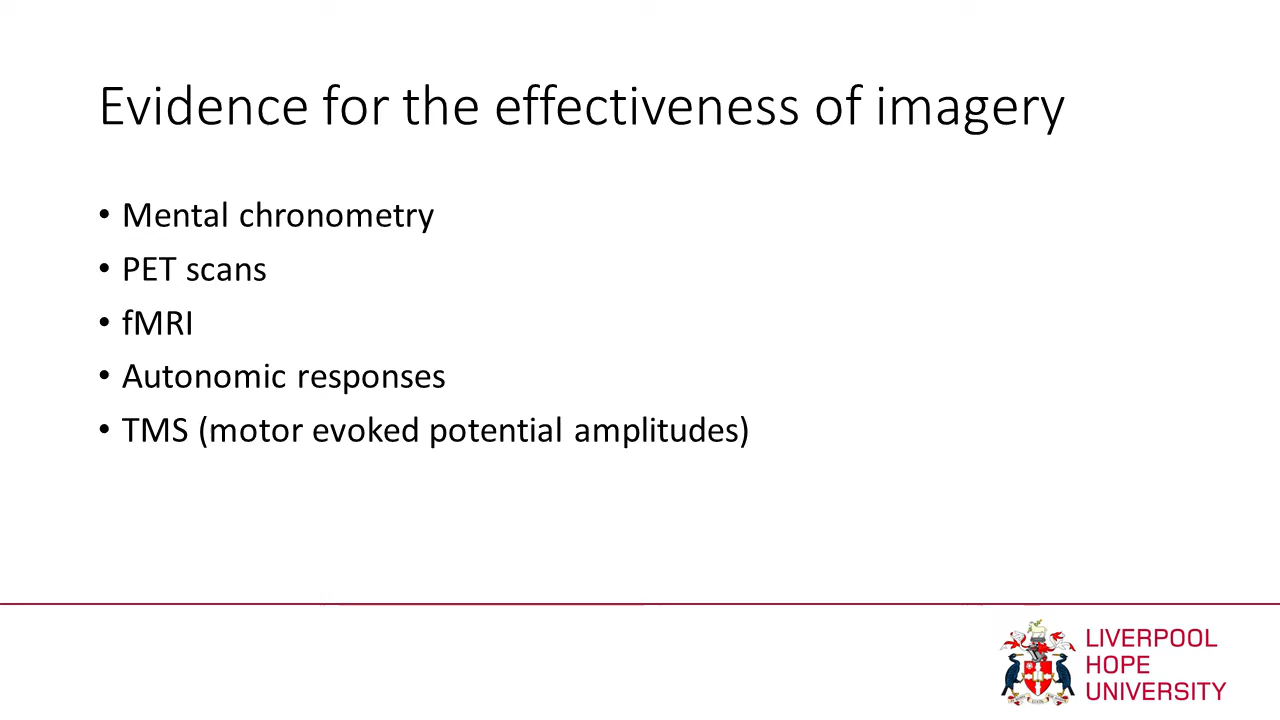 Evidence for the effectiveness of imagery
• Mental chronometry
• PET scans
• fMRI
• Autonomic responses
• TMS (motor evoked potential amplitudes)
LIVERPOOL
HOPE
UNIVERSITY